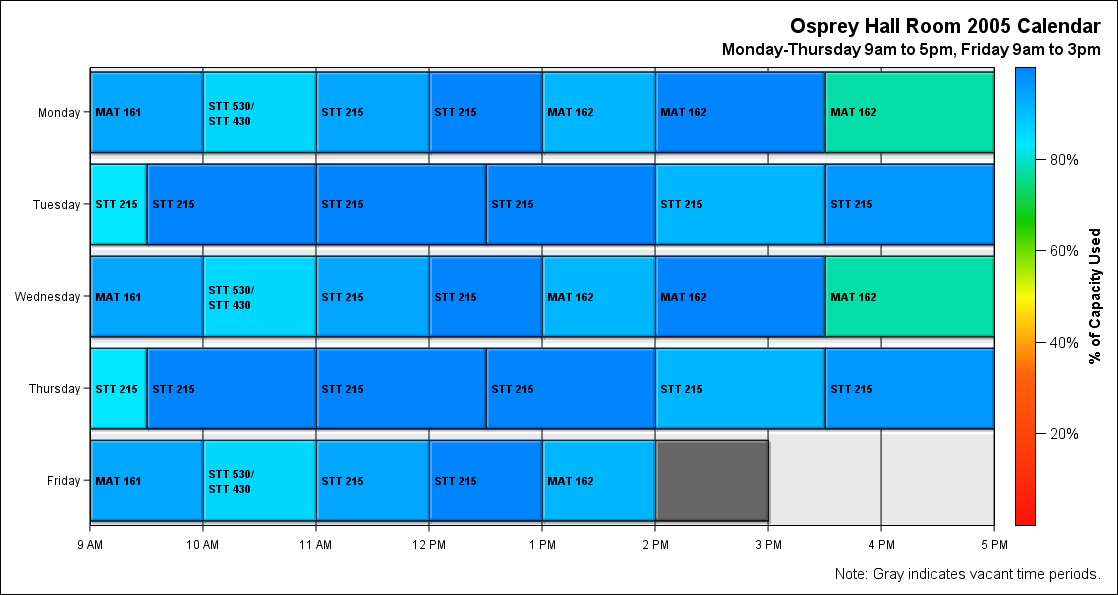 Osprey Hall Room 2005 Calendar
Monday-Thursday 9am to 5pm, Friday 9am to 3pm
Monday
MAT 161
STT 530/
STT 430
STT 215
STT 215
MAT 162
MAT 162
MAT 162
Tuesday
STT 215
STT 215
STT 215
STT 215
STT 215
STT 215
Wednesday
MAT 161
STT 530/
STT 430
STT 215
STT 215
MAT 162
MAT 162
MAT 162
Thursday
STT 215
STT 215
STT 215
STT 215
STT 215
STT 215
Friday
MAT 161
STT 530/
STT 430
STT 215
STT 215
MAT 162
9 AM
10 AM
11 AM
12 PM
1 PM
2 PM
3 PM
4 PM
5 PM
80%
60%
40%
20%
% of Capacity Used
Note: Gray indicates vacant time periods.